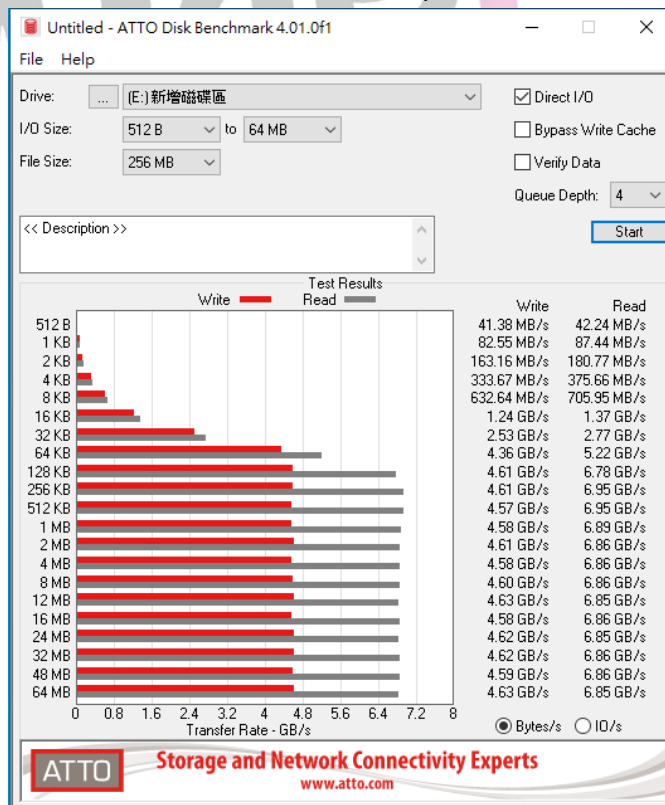 Untitled - ATTO Disk Benchmark 4.01.0f1
File Help
Drive: ... (E:)新增磁碟區
Direct I/O
I/O Size: 512 B to 64 MB
Bypass Write Cache
File Size: 256 MB
Verify Data
Queue Depth: 4
<< Description >>
Start
Test Results
Write Read
Write Read
512 B 41.38 MB/s 42.24 MB/s
1 KB 82.55 MB/s 87.44 MB/s
2 KB 163.16 MB/s 180.77 MB/s
4 KB 333.67 MB/s 375.66 MB/s
8 KB 632.64 MB/s 705.95 MB/s
16 KB 1.24 GB/s 1.37 GB/s
32 KB 2.53 GB/s 2.77 GB/s
64 KB 4.36 GB/s 5.22 GB/s
128 KB 4.61 GB/s 6.78 GB/s
256 KB 4.61 GB/s 6.95 GB/s
512 KB 4.57 GB/s 6.95 GB/s
1 MB 4.58 GB/s 6.89 GB/s
2 MB 4.61 GB/s 6.86 GB/s
4 MB 4.58 GB/s 6.86 GB/s
8 MB 4.60 GB/s 6.86 GB/s
12 MB 4.63 GB/s 6.85 GB/s
16 MB 4.58 GB/s 6.86 GB/s
24 MB 4.62 GB/s 6.85 GB/s
32 MB 4.62 GB/s 6.86 GB/s
48 MB 4.59 GB/s 6.86 GB/s
64 MB 4.63 GB/s 6.85 GB/s
0 0.8 1.6 2.4 3.2 4 4.8 5.6 6.4 7.2 8
Transfer Rate - GB/s
Bytes/s IO/s
ATTO
Storage and Network Connectivity Experts
www.atto.com